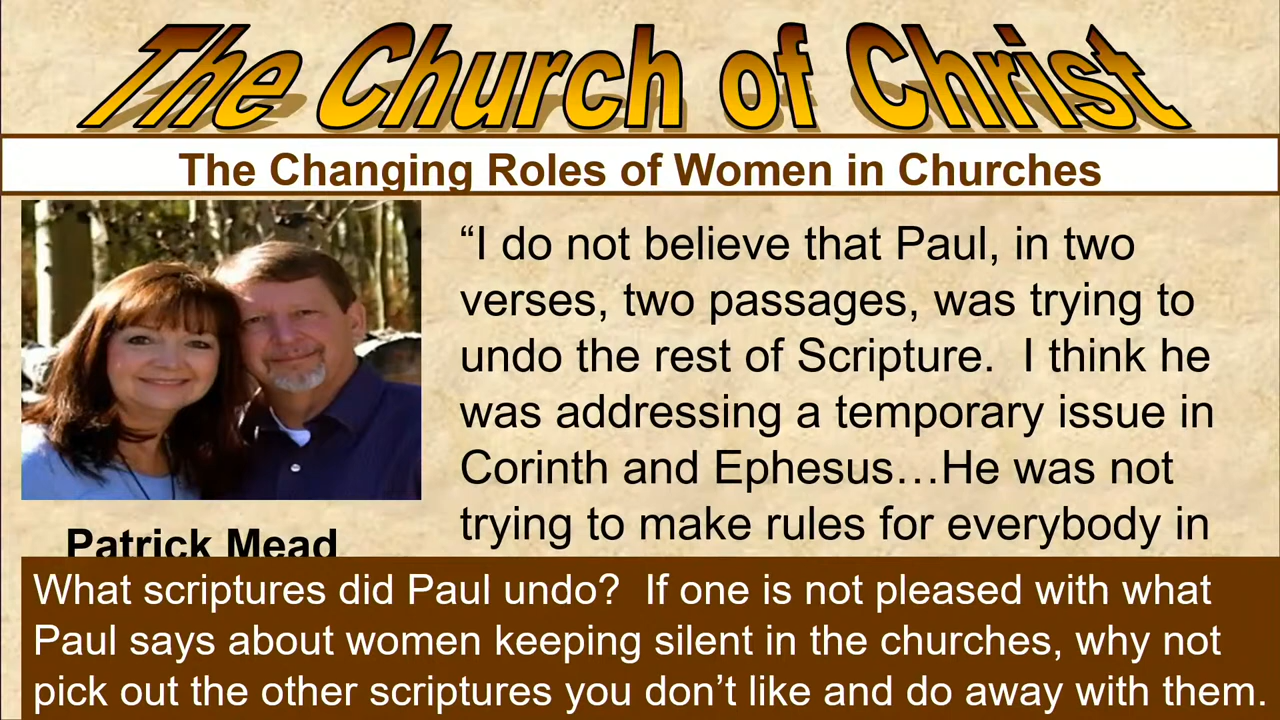 The Church of Christ
The Changing Roles of Women in Churches
“I do not believe that Paul, in two
verses, two passages, was trying to
undo the rest of Scripture.  I think he
was addressing a temporary issue in
Corinth and Ephesus…He was not
trying to make rules for everybody in
Patrick Mead
What scriptures did Paul undo?  If one is not pleased with what
Paul says about women keeping silent in the churches, why not
pick out the other scriptures you don’t like and do away with them.